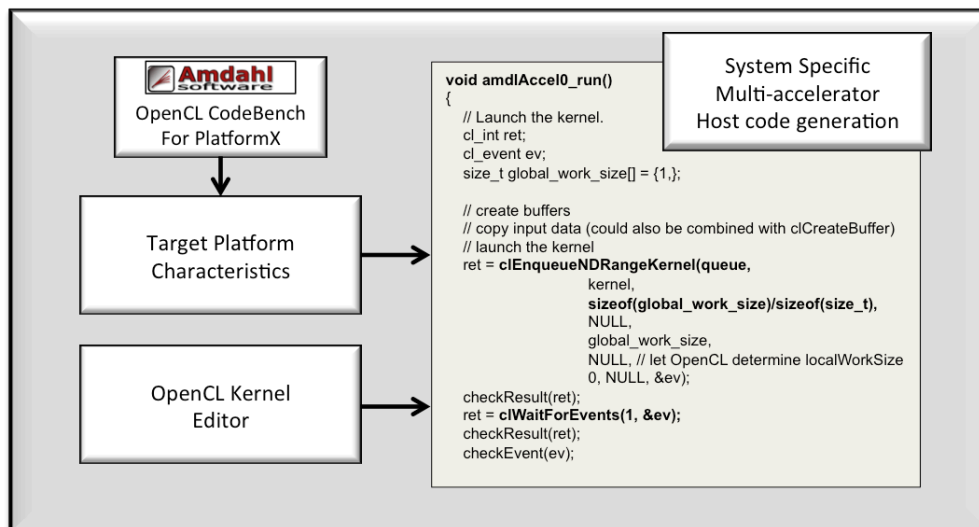 Amdahl
software
OpenCL CodeBench
For PlatformX
Target Platform
Characteristics
OpenCL Kernel
Editor
System Specific
Multi-accelerator
Host code generation
void amdlAccel0_run()
{
// Launch the kernel.
cl_int ret;
cl_event ev;
size_t global_work_size[] = {1,};
// create buffers
// copy input data (could also be combined with clCreateBuffer)
// launch the kernel
ret = clEnqueueNDRangeKernel(queue,
kernel,
sizeof(global_work_size)/sizeof(size_t),
NULL,
global_work_size,
NULL, // let OpenCL determine localWorkSize
0, NULL, &ev);
checkResult(ret);
ret = clWaitForEvents(1, &ev);
checkResult(ret);
checkEvent(ev);